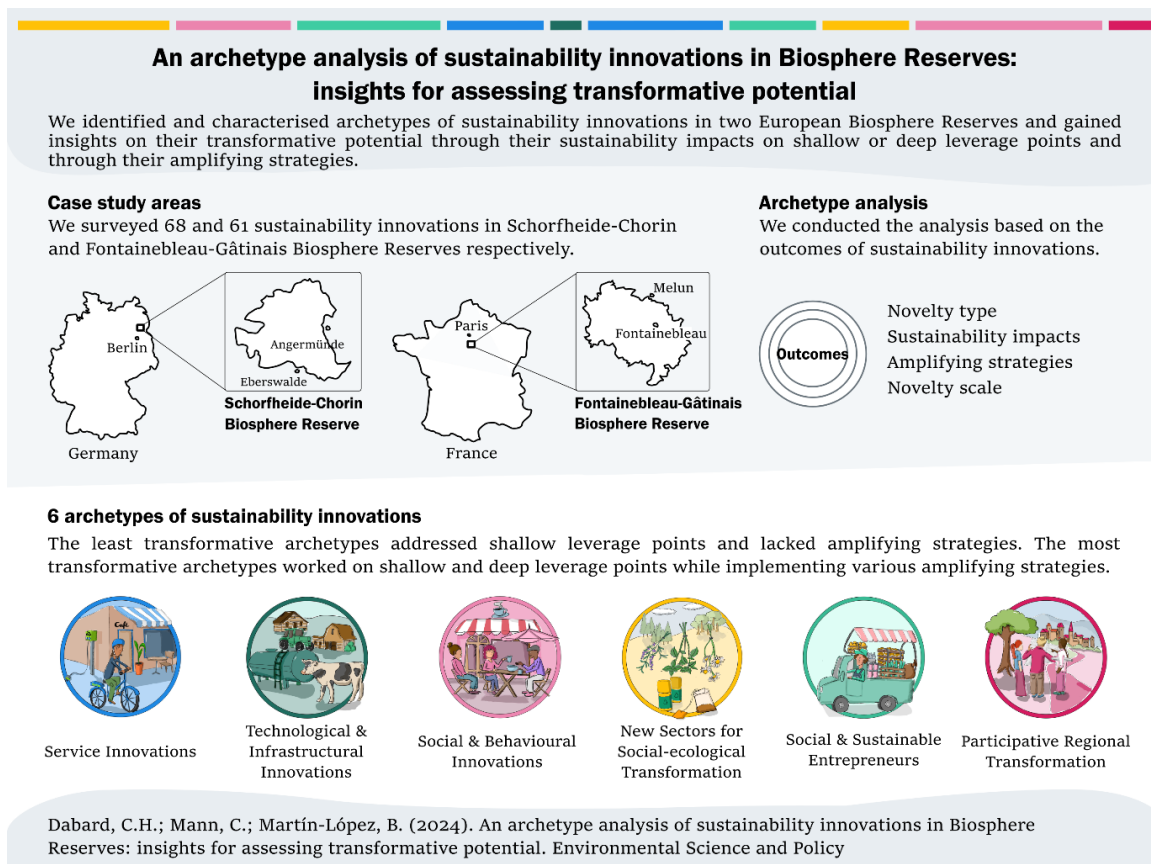 An archetype analysis of sustainability innovations in Biosphere Reserves:
insights for assessing transformative potential
We identified and characterised archetypes of sustainability innovations in two European Biosphere Reserves and gained
insights on their transformative potential through their sustainability impacts on shallow or deep leverage points and
through their amplifying strategies.
Case study areas
We surveyed 68 and 61 sustainability innovations in Schorfheide-Chorin
and Fontainebleau-Gâtinais Biosphere Reserves respectively.
Berlin
Germany
Angermünde
Eberswalde
Schorfheide-Chorin
Biosphere Reserve
Paris
France
Melun
Fontainebleau
Fontainebleau-Gâtinais
Biosphere Reserve
Archetype analysis
We conducted the analysis based on the
outcomes of sustainability innovations.
Outcomes
Novelty type
Sustainability impacts
Amplifying strategies
Novelty scale
6 archetypes of sustainability innovations
The least transformative archetypes addressed shallow leverage points and lacked amplifying strategies. The most
transformative archetypes worked on shallow and deep leverage points while implementing various amplifying strategies.
Cafe
Service Innovations
Technological &
Infrastructural
Innovations
Social & Behavioural
Innovations
New Sectors for
Social-ecological
Transformation
Social & Sustainable
Entrepreneurs
Participative Regional
Transformation
Dabard, C.H.; Mann, C.; Martín-López, B. (2024). An archetype analysis of sustainability innovations in Biosphere
Reserves: insights for assessing transformative potential. Environmental Science and Policy